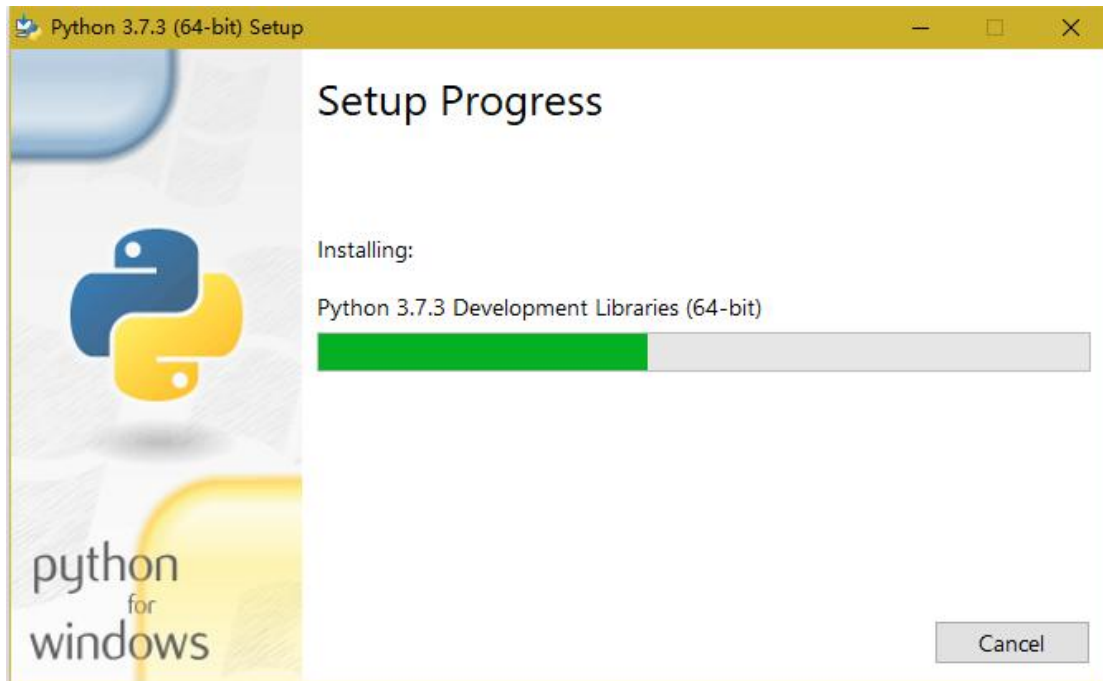 Python 3.7.3 (64-bit) Setup
Setup Progress
Installing:
Python 3.7.3 Development Libraries (64-bit)
python
for
windows
Cancel